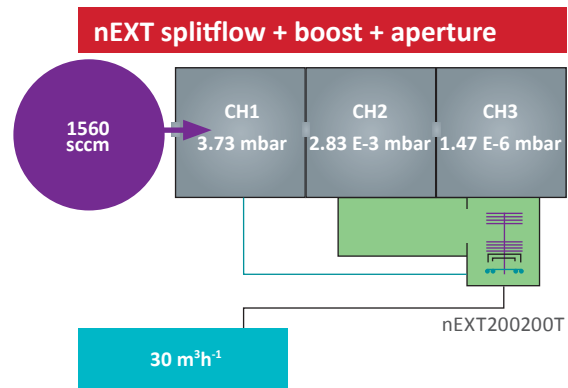 nEXT splitflow + boost + aperture
1560
sccm
CH1
3.73 mbar
CH2
2.83 E-3 mbar
CH3
1.47 E-6 mbar
nEXT200200T
30 m³h⁻¹